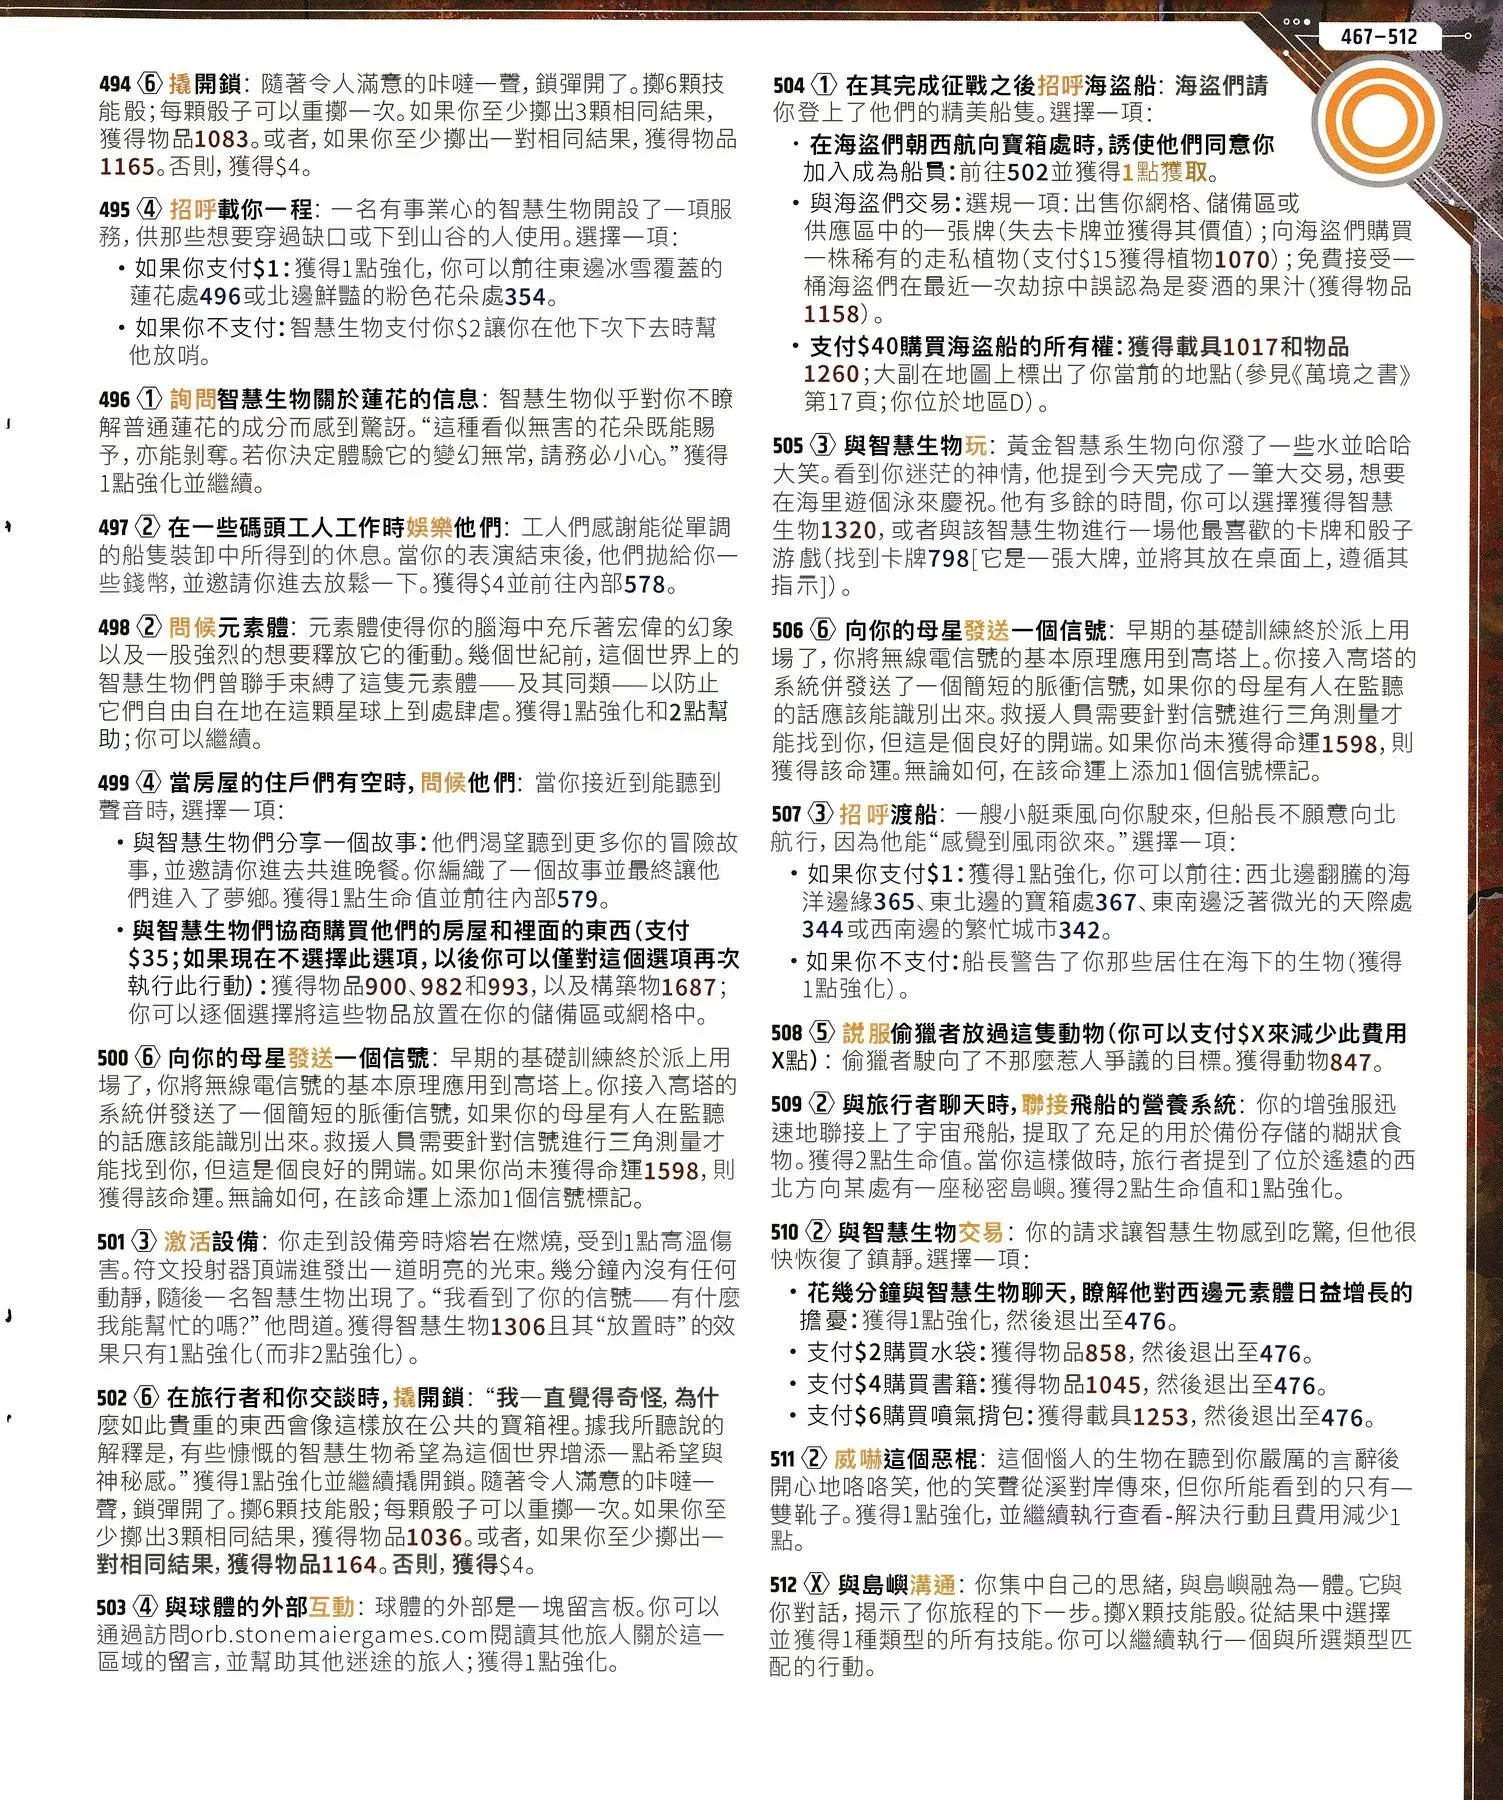 467–512
494 6 撬開鎖：隨著令人滿意的咔噠一聲，鎖彈開了。擲6顆技
能骰；每顆骰子可以重擲一次。如果你至少擲出3顆相同結果，
獲得物品1083。或者，如果你至少擲出一對相同結果，獲得物品
1165。否則，獲得$4。
495 4 招呼載你一程：一名有事業心的智慧生物開設了一項服
務，供那些想要穿過缺口或下到山谷的人使用。選擇一項：
• 如果你支付$1：獲得1點強化，你可以前往東邊冰雪覆蓋的
蓮花處496或北邊鮮豔的粉色花朵處354。
• 如果你不支付：智慧生物支付你$2讓你在他下次下去時幫
他放哨。
496 1 詢問智慧生物關於蓮花的信息：智慧生物似乎對你不瞭
解普通蓮花的成分而感到驚訝。“這種看似無害的花朵既能賜
予，亦能剝奪。若你決定體驗它的變幻無常，請務必小心。”獲得
1點強化並繼續。
497 2 在一些碼頭工人工作時娛樂他們：工人們感謝能從單調
的船隻裝卸中所得到的休息。當你的表演結束後，他們拋給你一
些錢幣，並邀請你進去放鬆一下。獲得$4並前往內部578。
498 2 問候元素體：元素體使得你的腦海中充斥著宏偉的幻象
以及一股強烈的想要釋放它的衝動。幾個世紀前，這個世界上的
智慧生物們曾聯手束縛了這隻元素體——及其同類——以防止
它們自由自在地在這顆星球上到處肆虐。獲得1點強化和2點幫
助；你可以繼續。
499 4 當房屋的住戶們有空時，問候他們：當你接近到能聽到
聲音時，選擇一項：
• 與智慧生物們分享一個故事：他們渴望聽到更多你的冒險故
事，並邀請你進去共進晚餐。你編織了一個故事並最終讓他
們進入了夢鄉。獲得1點生命值並前往內部579。
• 與智慧生物們協商購買他們的房屋和裡面的東西（支付
$35；如果現在不選擇此選項，以後你可以僅對這個選項再次
執行此行動）：獲得物品900、982和993，以及構築物1687；
你可以逐個選擇將這些物品放置在你的儲備區或網格中。
500 6 向你的母星發送一個信號：早期的基礎訓練終於派上用
場了，你將無線電信號的基本原理應用到高塔上。你接入高塔的
系統併發送了一個簡短的脈衝信號，如果你的母星有人在監聽
的話應該能識別出來。救援人員需要針對信號進行三角測量才
能找到你，但這是個良好的開端。如果你尚未獲得命運1598，則
獲得該命運。無論如何，在該命運上添加1個信號標記。
501 3 激活設備：你走到設備旁時熔岩在燃燒，受到1點高溫傷
害。符文投射器頂端迸發出一道明亮的光束。幾分鐘內沒有任何
動靜，隨後一名智慧生物出現了。“我看到了你的信號——有什麼
我能幫忙的嗎？”他問道。獲得智慧生物1306且其“放置時”的效
果只有1點強化（而非2點強化）。
502 6 在旅行者和你交談時，撬開鎖：“我一直覺得奇怪，為什
麼如此貴重的東西會像這樣放在公共的寶箱裡。據我所聽說的
解釋是，有些慷慨的智慧生物希望為這個世界增添一點希望與
神秘感。”獲得1點強化並繼續撬開鎖。隨著令人滿意的咔噠一
聲，鎖彈開了。擲6顆技能骰；每顆骰子可以重擲一次。如果你至
少擲出3顆相同結果，獲得物品1036。或者，如果你至少擲出一
對相同結果，獲得物品1164。否則，獲得$4。
503 4 與球體的外部互動：球體的外部是一塊留言板。你可以
通過訪問orb.stonemaiergames.com閱讀其他旅人關於這一
區域的留言，並幫助其他迷途的旅人；獲得1點強化。
504 1 在其完成征戰之後招呼海盜船：海盜們請
你登上了他們的精美船隻。選擇一項：
• 在海盜們朝西航向寶箱處時，誘使他們同意你
加入成為船員：前往502並獲得1點獲取。
• 與海盜們交易：選規一項：出售你網格、儲備區或
供應區中的一張牌（失去卡牌並獲得其價值）；向海盜們購買
一株稀有的走私植物（支付$15獲得植物1070）；免費接受一
桶海盜們在最近一次劫掠中誤認為是麥酒的果汁（獲得物品
1158）。
• 支付$40購買海盜船的所有權：獲得載具1017和物品
1260；大副在地圖上標出了你當前的地點（參見《萬境之書》
第17頁；你位於地區D）。
505 3 與智慧生物玩：黃金智慧系生物向你潑了一些水並哈哈
大笑。看到你迷茫的神情，他提到今天完成了一筆大交易，想要
在海里遊個泳來慶祝。他有多餘的時間，你可以選擇獲得智慧
生物1320，或者與該智慧生物進行一場他最喜歡的卡牌和骰子
游戲（找到卡牌798[它是一張大牌，並將其放在桌面上，遵循其
指示]）。
506 6 向你的母星發送一個信號：早期的基礎訓練終於派上用
場了，你將無線電信號的基本原理應用到高塔上。你接入高塔的
系統併發送了一個簡短的脈衝信號，如果你的母星有人在監聽
的話應該能識別出來。救援人員需要針對信號進行三角測量才
能找到你，但這是個良好的開端。如果你尚未獲得命運1598，則
獲得該命運。無論如何，在該命運上添加1個信號標記。
507 3 招呼渡船：一艘小艇乘風向你駛來，但船長不願意向北
航行，因為他能“感覺到風雨欲來。”選擇一項：
• 如果你支付$1：獲得1點強化，你可以前往：西北邊翻騰的海
洋邊緣365、東北邊的寶箱處367、東南邊泛著微光的天際處
344或西南邊的繁忙城市342。
• 如果你不支付：船長警告了你那些居住在海下的生物（獲得
1點強化）。
508 5 說服偷獵者放過這隻動物（你可以支付$X來減少此費用
X點）：偷獵者駛向了不那麼惹人爭議的目標。獲得動物847。
509 2 與旅行者聊天時，聯接飛船的營養系統：你的增強服迅
速地聯接上了宇宙飛船，提取了充足的用於備份存儲的糊狀食
物。獲得2點生命值。當你這樣做時，旅行者提到了位於遙遠的西
北方向某處有一座秘密島嶼。獲得2點生命值和1點強化。
510 2 與智慧生物交易：你的請求讓智慧生物感到吃驚，但他很
快恢復了鎮靜。選擇一項：
• 花幾分鐘與智慧生物聊天，瞭解他對西邊元素體日益增長的
擔憂：獲得1點強化，然後退出至476。
• 支付$2購買水袋：獲得物品858，然後退出至476。
• 支付$4購買書籍：獲得物品1045，然後退出至476。
• 支付$6購買噴氣揹包：獲得載具1253，然後退出至476。
511 2 威嚇這個惡棍：這個惱人的生物在聽到你嚴厲的言辭後
開心地咯咯笑，他的笑聲從溪對岸傳來，但你所能看到的只有一
雙靴子。獲得1點強化，並繼續執行查看-解決行動且費用減少1
點。
512 X 與島嶼溝通：你集中自己的思緒，與島嶼融為一體。它與
你對話，揭示了你旅程的下一步。擲X顆技能骰。從結果中選擇
並獲得1種類型的所有技能。你可以繼續執行一個與所選類型匹
配的行動。